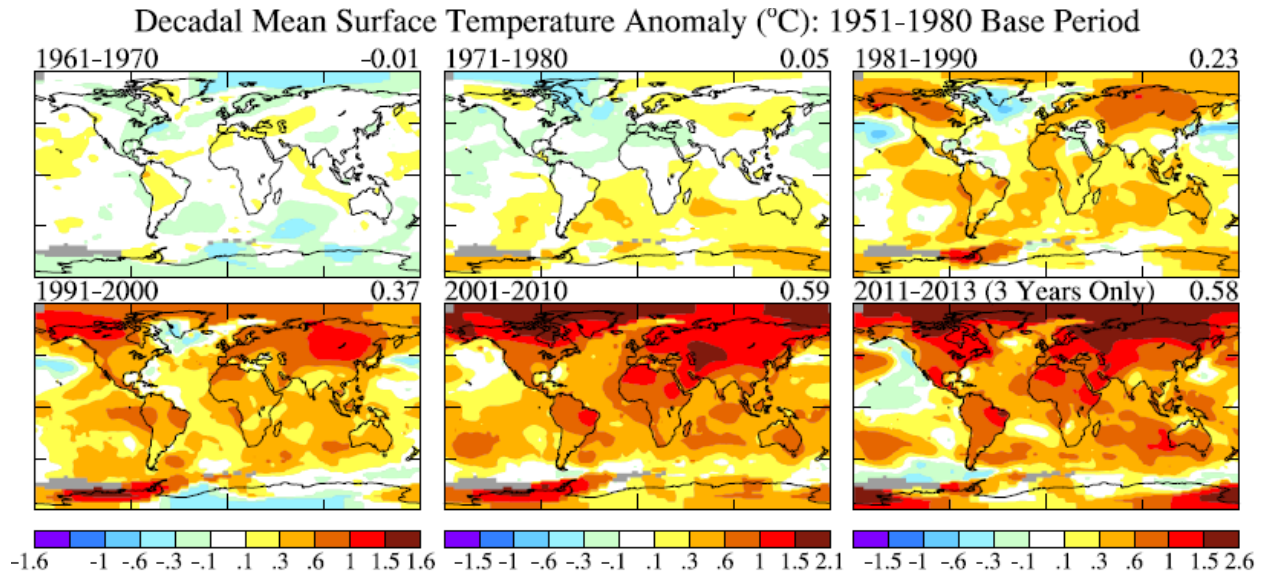 Decadal Mean Surface Temperature Anomaly (°C): 1951-1980 Base Period
1961-1970 -0.01
1971-1980 0.05
1981-1990 0.23
1991-2000 0.37
2001-2010 0.59
2011-2013 (3 Years Only) 0.58
-1.6 -1 -.6 -.3 -.1 .1 .3 .6 1 1.5 1.6
-1.5 -1 -.6 -.3 -.1 .1 .3 .6 1 1.5 2.1
-1.5 -1 -.6 -.3 -.1 .1 .3 .6 1 1.5 2.6